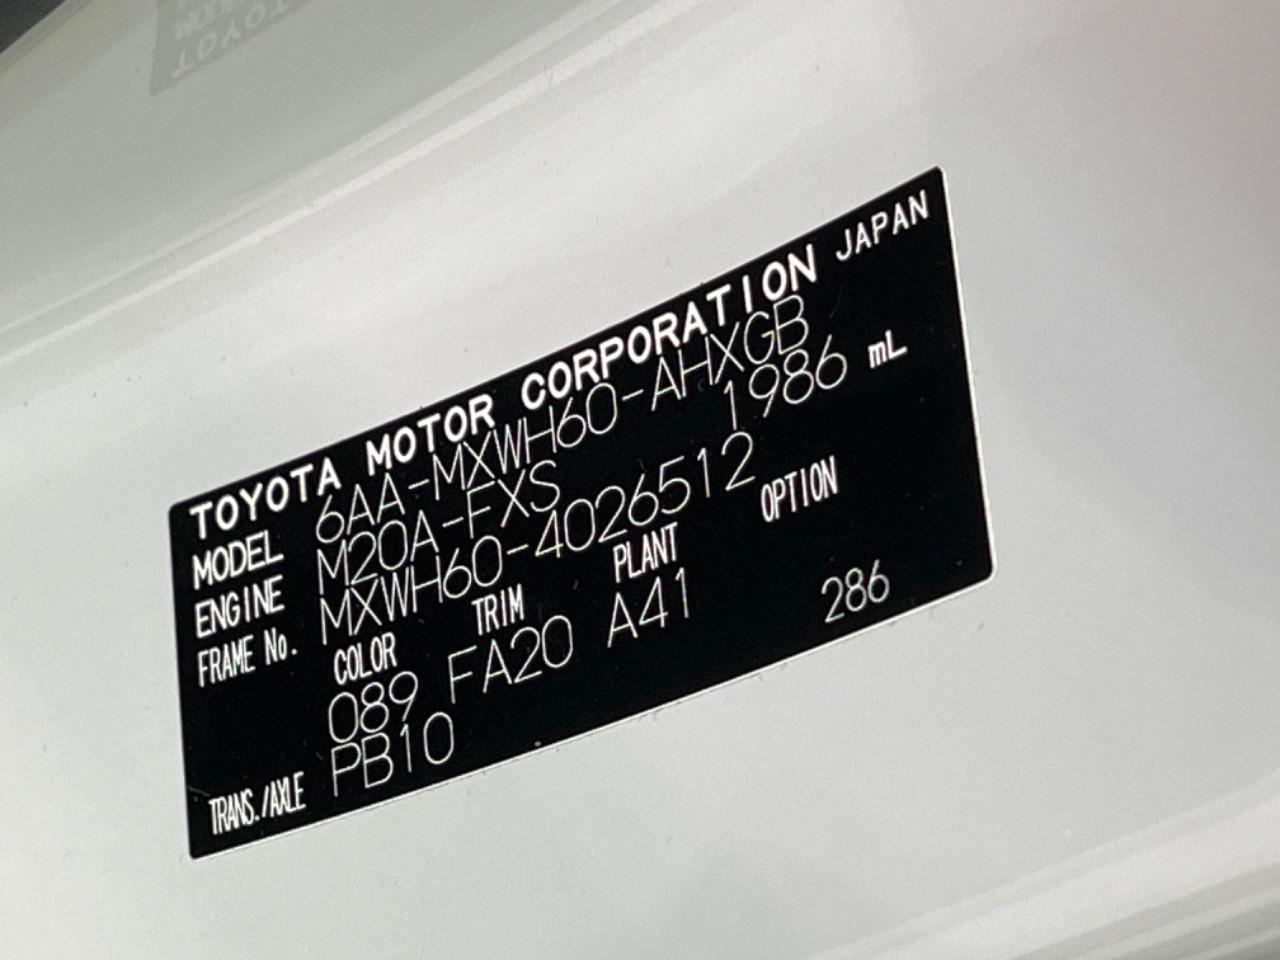 TOYOTA MOTOR CORPORATION JAPAN
MODEL 6AA-MXWH60-AHXGB
ENGINE M20A-FXS 1986 mL
FRAME No. MXWH60-4026512
COLOR TRIM PLANT OPTION
089 FA20 A41 286
TRANS./AXLE PB10
TOYOT